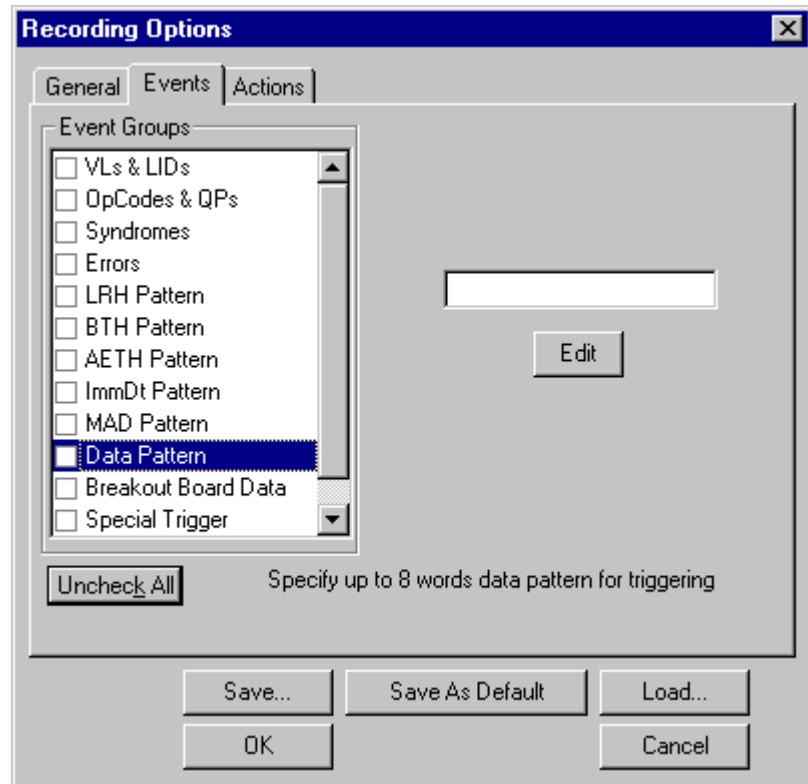 Recording Options
General Events Actions
Event Groups
VLs & LIDs
OpCodes & QPs
Syndromes
Errors
LRH Pattern
BTH Pattern
AETH Pattern
ImmDt Pattern
MAD Pattern
Data Pattern
Breakout Board Data
Special Trigger
Edit
Uncheck All
Specify up to 8 words data pattern for triggering
Save... Save As Default Load...
OK Cancel